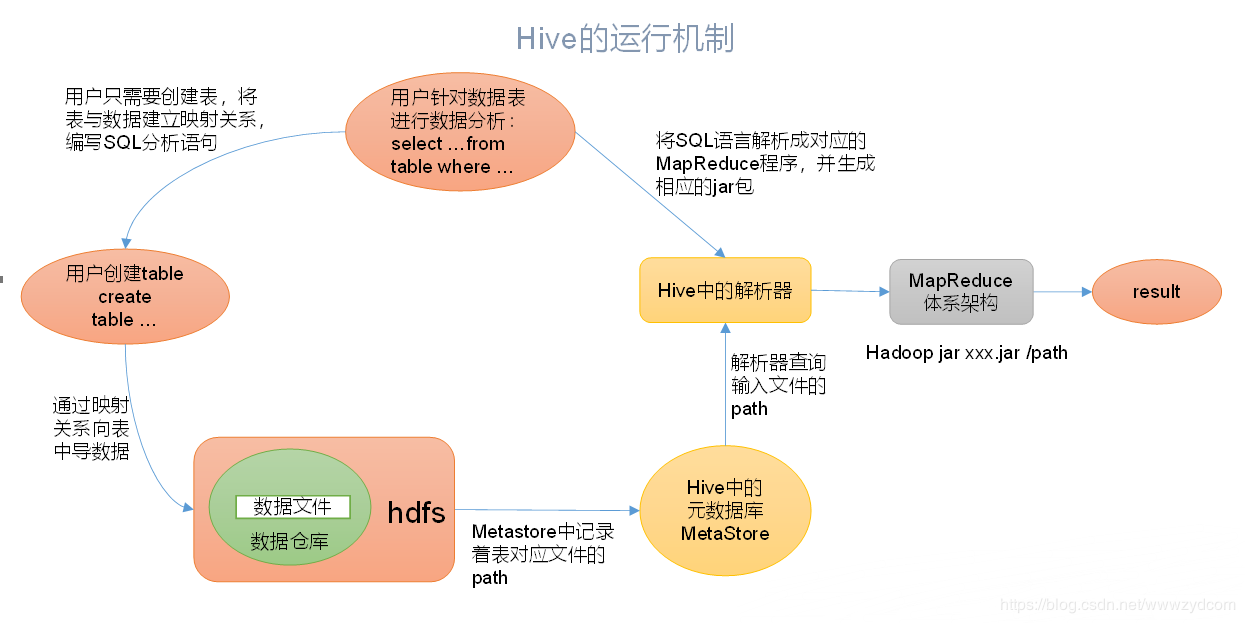 Hive的运行机制
用户只需要创建表，将
表与数据建立映射关系，
编写SQL分析语句
用户针对数据表
进行数据分析：
select ...from
table where ...
将SQL语言解析成对应的
MapReduce程序，并生成
相应的jar包
用户创建table
create
table ...
Hive中的解析器
MapReduce
体系架构
result
Hadoop jar xxx.jar /path
解析器查询
输入文件的
path
通过映射
关系向表
中导数据
数据文件
数据仓库
hdfs
Metastore中记录
着表对应文件的
path
Hive中的
元数据库
MetaStore
https://blog.csdn.net/wwwzydcom